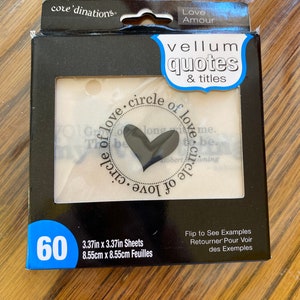 core'dinations
Love
Amour
vellum
quotes
& titles
circle of love • circle of love • circle of love •
60
3.37in x 3.37in Sheets
8.55cm x 8.55cm Feuilles
Flip to See Examples
Retourner Pour Voir
des Exemples